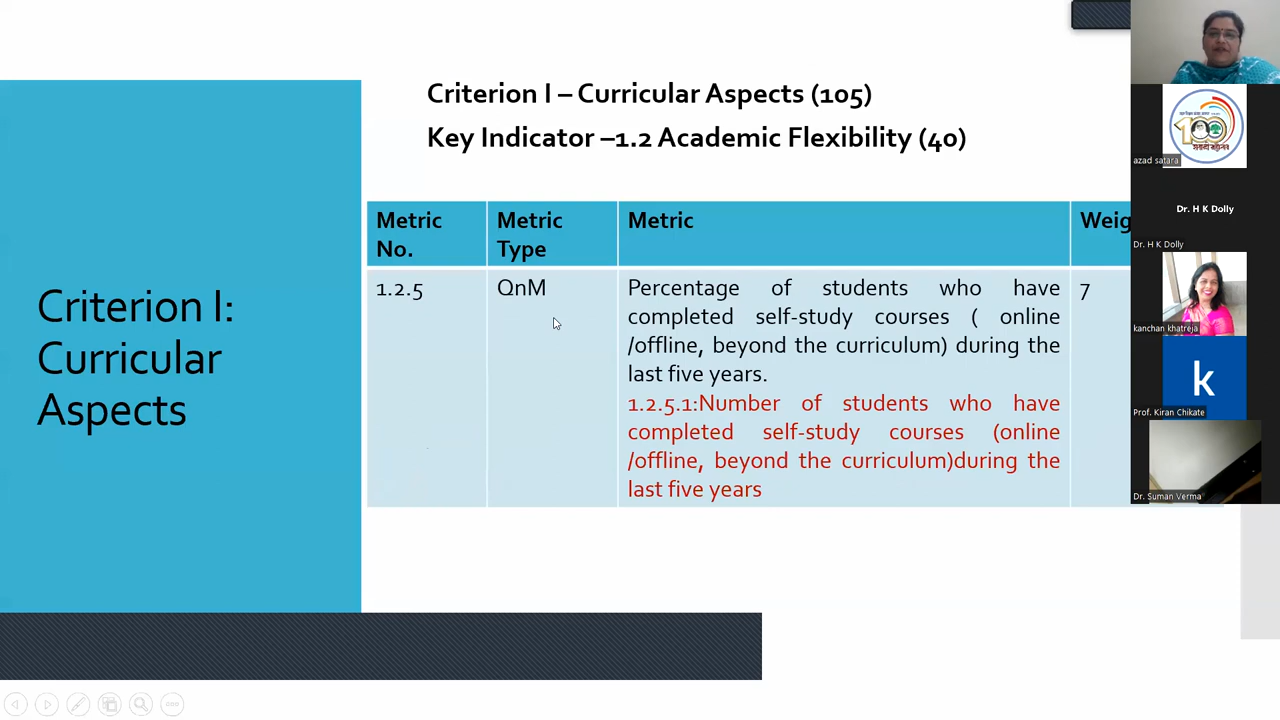 Criterion I – Curricular Aspects (105)
Key Indicator –1.2 Academic Flexibility (40)
Criterion I:
Curricular
Aspects
Metric No.
Metric Type
Metric
Weig
1.2.5
QnM
Percentage of students who have
completed self-study courses ( online
/offline, beyond the curriculum) during the
last five years.
1.2.5.1:Number of students who have
completed self-study courses (online
/offline, beyond the curriculum)during the
last five years
7
100
azad satara
Dr. H K Dolly
Dr. H K Dolly
kanchan khatreja
k
Prof. Kiran Chikate
Dr. Suman Verma